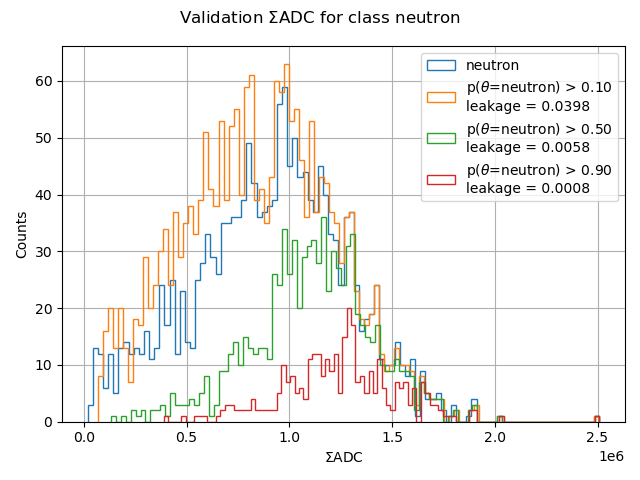 Validation ΣADC for class neutron
neutron
p(θ=neutron) > 0.10
leakage = 0.0398
p(θ=neutron) > 0.50
leakage = 0.0058
p(θ=neutron) > 0.90
leakage = 0.0008
Counts
60
50
40
30
20
10
0
0.0 0.5 1.0 1.5 2.0 2.5
1e6
ΣADC